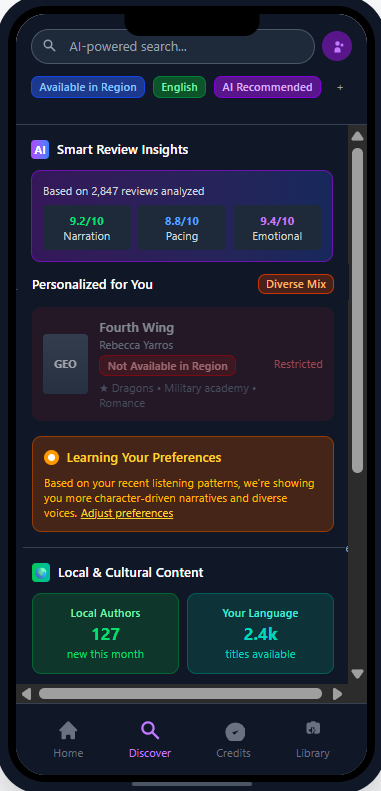 AI-powered search...
Available in Region
English
AI Recommended
+
AI Smart Review Insights
Based on 2,847 reviews analyzed
9.2/10 8.8/10 9.4/10
Narration Pacing Emotional
Personalized for You Diverse Mix
Fourth Wing
Rebecca Yarros
GEO Not Available in Region Restricted
★ Dragons • Military academy •
Romance
Learning Your Preferences
Based on your recent listening patterns, we're showing
you more character-driven narratives and diverse
voices. Adjust preferences
Local & Cultural Content
Local Authors Your Language
127 2.4k
new this month titles available
Home Discover Credits Library